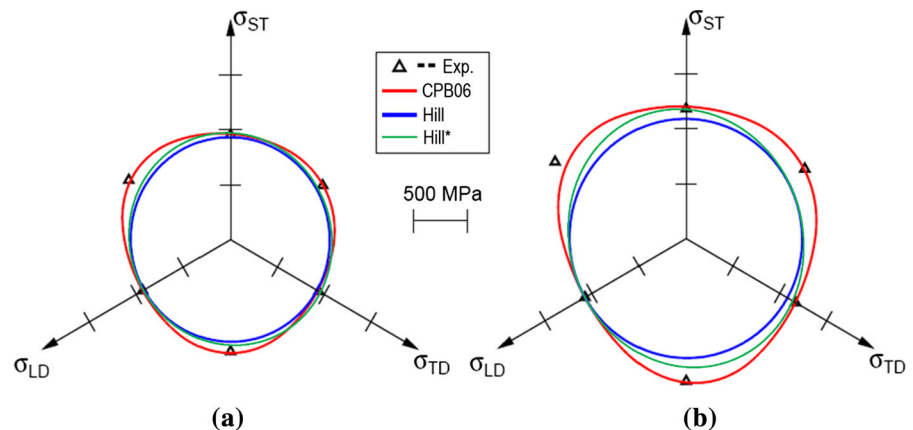 σST
σST
Exp.
CPB06
Hill
Hill*
500 MPa
σLD
σTD
σLD
σTD
(a)
(b)